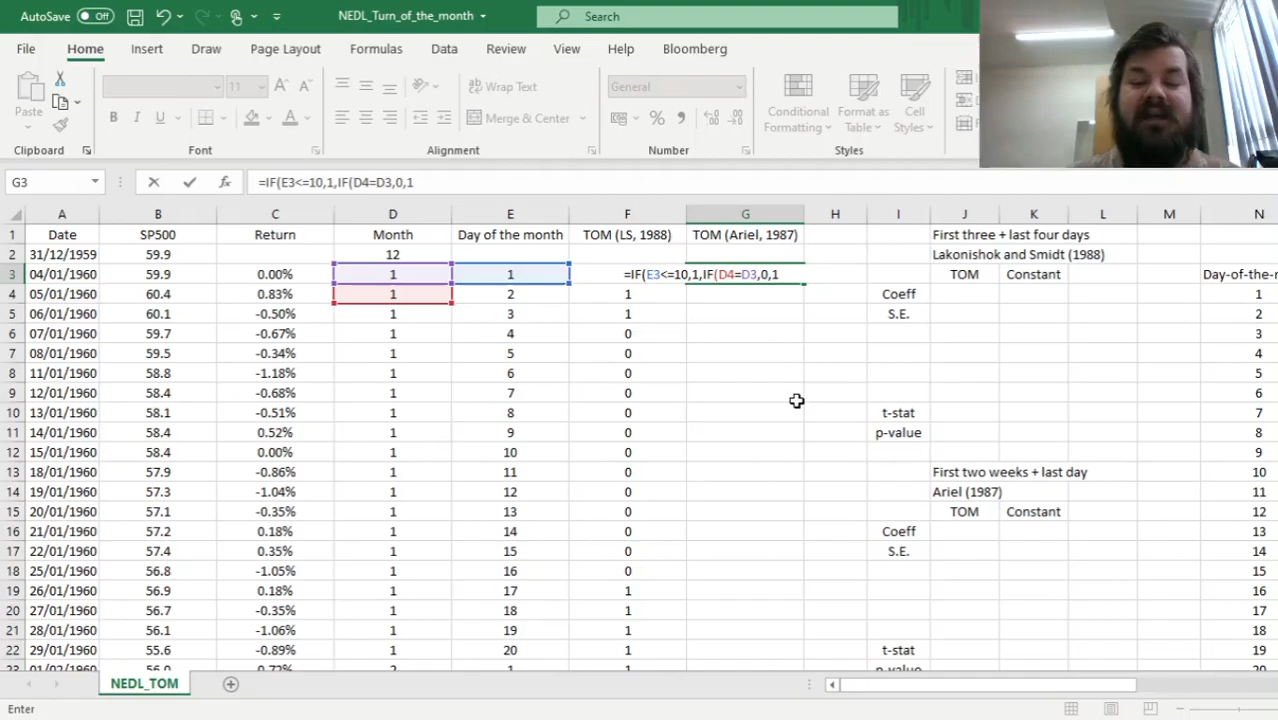 AutoSave Off NEDL_Turn_of_the_month Search
File Home Insert Draw Page Layout Formulas Data Review View Help Bloomberg
Paste 11 Wrap Text General Conditional Format as Cell
B I U A Merge & Center % Formatting Table Styles
Clipboard Font Alignment Number Styles
G3 fx =IF(E3<=10,1,IF(D4=D3,0,1
A B C D E F G H I J K L M N
1 Date SP500 Return Month Day of the month TOM (LS, 1988) TOM (Ariel, 1987) First three + last four days
2 31/12/1959 59.9 12 Lakonishok and Smidt (1988)
3 04/01/1960 59.9 0.00% 1 1 =IF(E3<=10,1,IF(D4=D3,0,1 TOM Constant Day-of-the-
4 05/01/1960 60.4 0.83% 1 2 1 Coeff 1
5 06/01/1960 60.1 -0.50% 1 3 1 S.E. 2
6 07/01/1960 59.7 -0.67% 1 4 0 3
7 08/01/1960 59.5 -0.34% 1 5 0 4
8 11/01/1960 58.8 -1.18% 1 6 0 5
9 12/01/1960 58.4 -0.68% 1 7 0 6
10 13/01/1960 58.1 -0.51% 1 8 0 t-stat 7
11 14/01/1960 58.4 0.52% 1 9 0 p-value 8
12 15/01/1960 58.4 0.00% 1 10 0 9
13 18/01/1960 57.9 -0.86% 1 11 0 First two weeks + last day 10
14 19/01/1960 57.3 -1.04% 1 12 0 Ariel (1987) 11
15 20/01/1960 57.1 -0.35% 1 13 0 TOM Constant 12
16 21/01/1960 57.2 0.18% 1 14 0 Coeff 13
17 22/01/1960 57.4 0.35% 1 15 0 S.E. 14
18 25/01/1960 56.8 -1.05% 1 16 0 15
19 26/01/1960 56.9 0.18% 1 17 1 16
20 27/01/1960 56.7 -0.35% 1 18 1 17
21 28/01/1960 56.1 -1.06% 1 19 1 18
22 29/01/1960 55.6 -0.89% 1 20 1 t-stat 19
23 01/02/1960 56.0 0.72% 2 1 1 p-value 20
NEDL_TOM
Enter